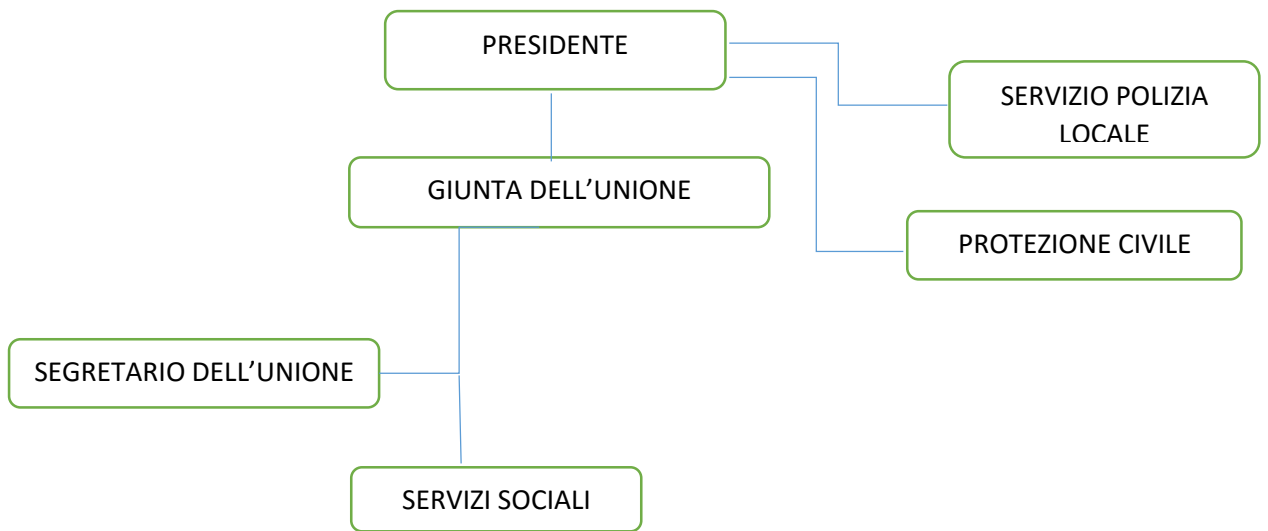 PRESIDENTE
SERVIZIO POLIZIA
LOCALE
GIUNTA DELL’UNIONE
PROTEZIONE CIVILE
SEGRETARIO DELL’UNIONE
SERVIZI SOCIALI